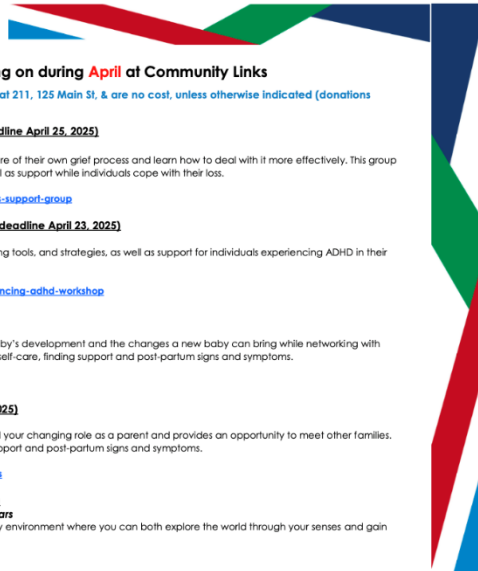 g on during April at Community Links
at 211, 125 Main St, & are no cost, unless otherwise indicated (donations
dline April 25, 2025)
re of their own grief process and learn how to deal with it more effectively. This group
l as support while individuals cope with their loss.
s-support-group
deadline April 23, 2025)
ng tools, and strategies, as well as support for individuals experiencing ADHD in their
ncing-adhd-workshop
by's development and the changes a new baby can bring while networking with
self-care, finding support and post-partum signs and symptoms.
025)
d your changing role as a parent and provides an opportunity to meet other families.
pport and post-partum signs and symptoms.
s
ars
y environment where you can both explore the world through your senses and gain